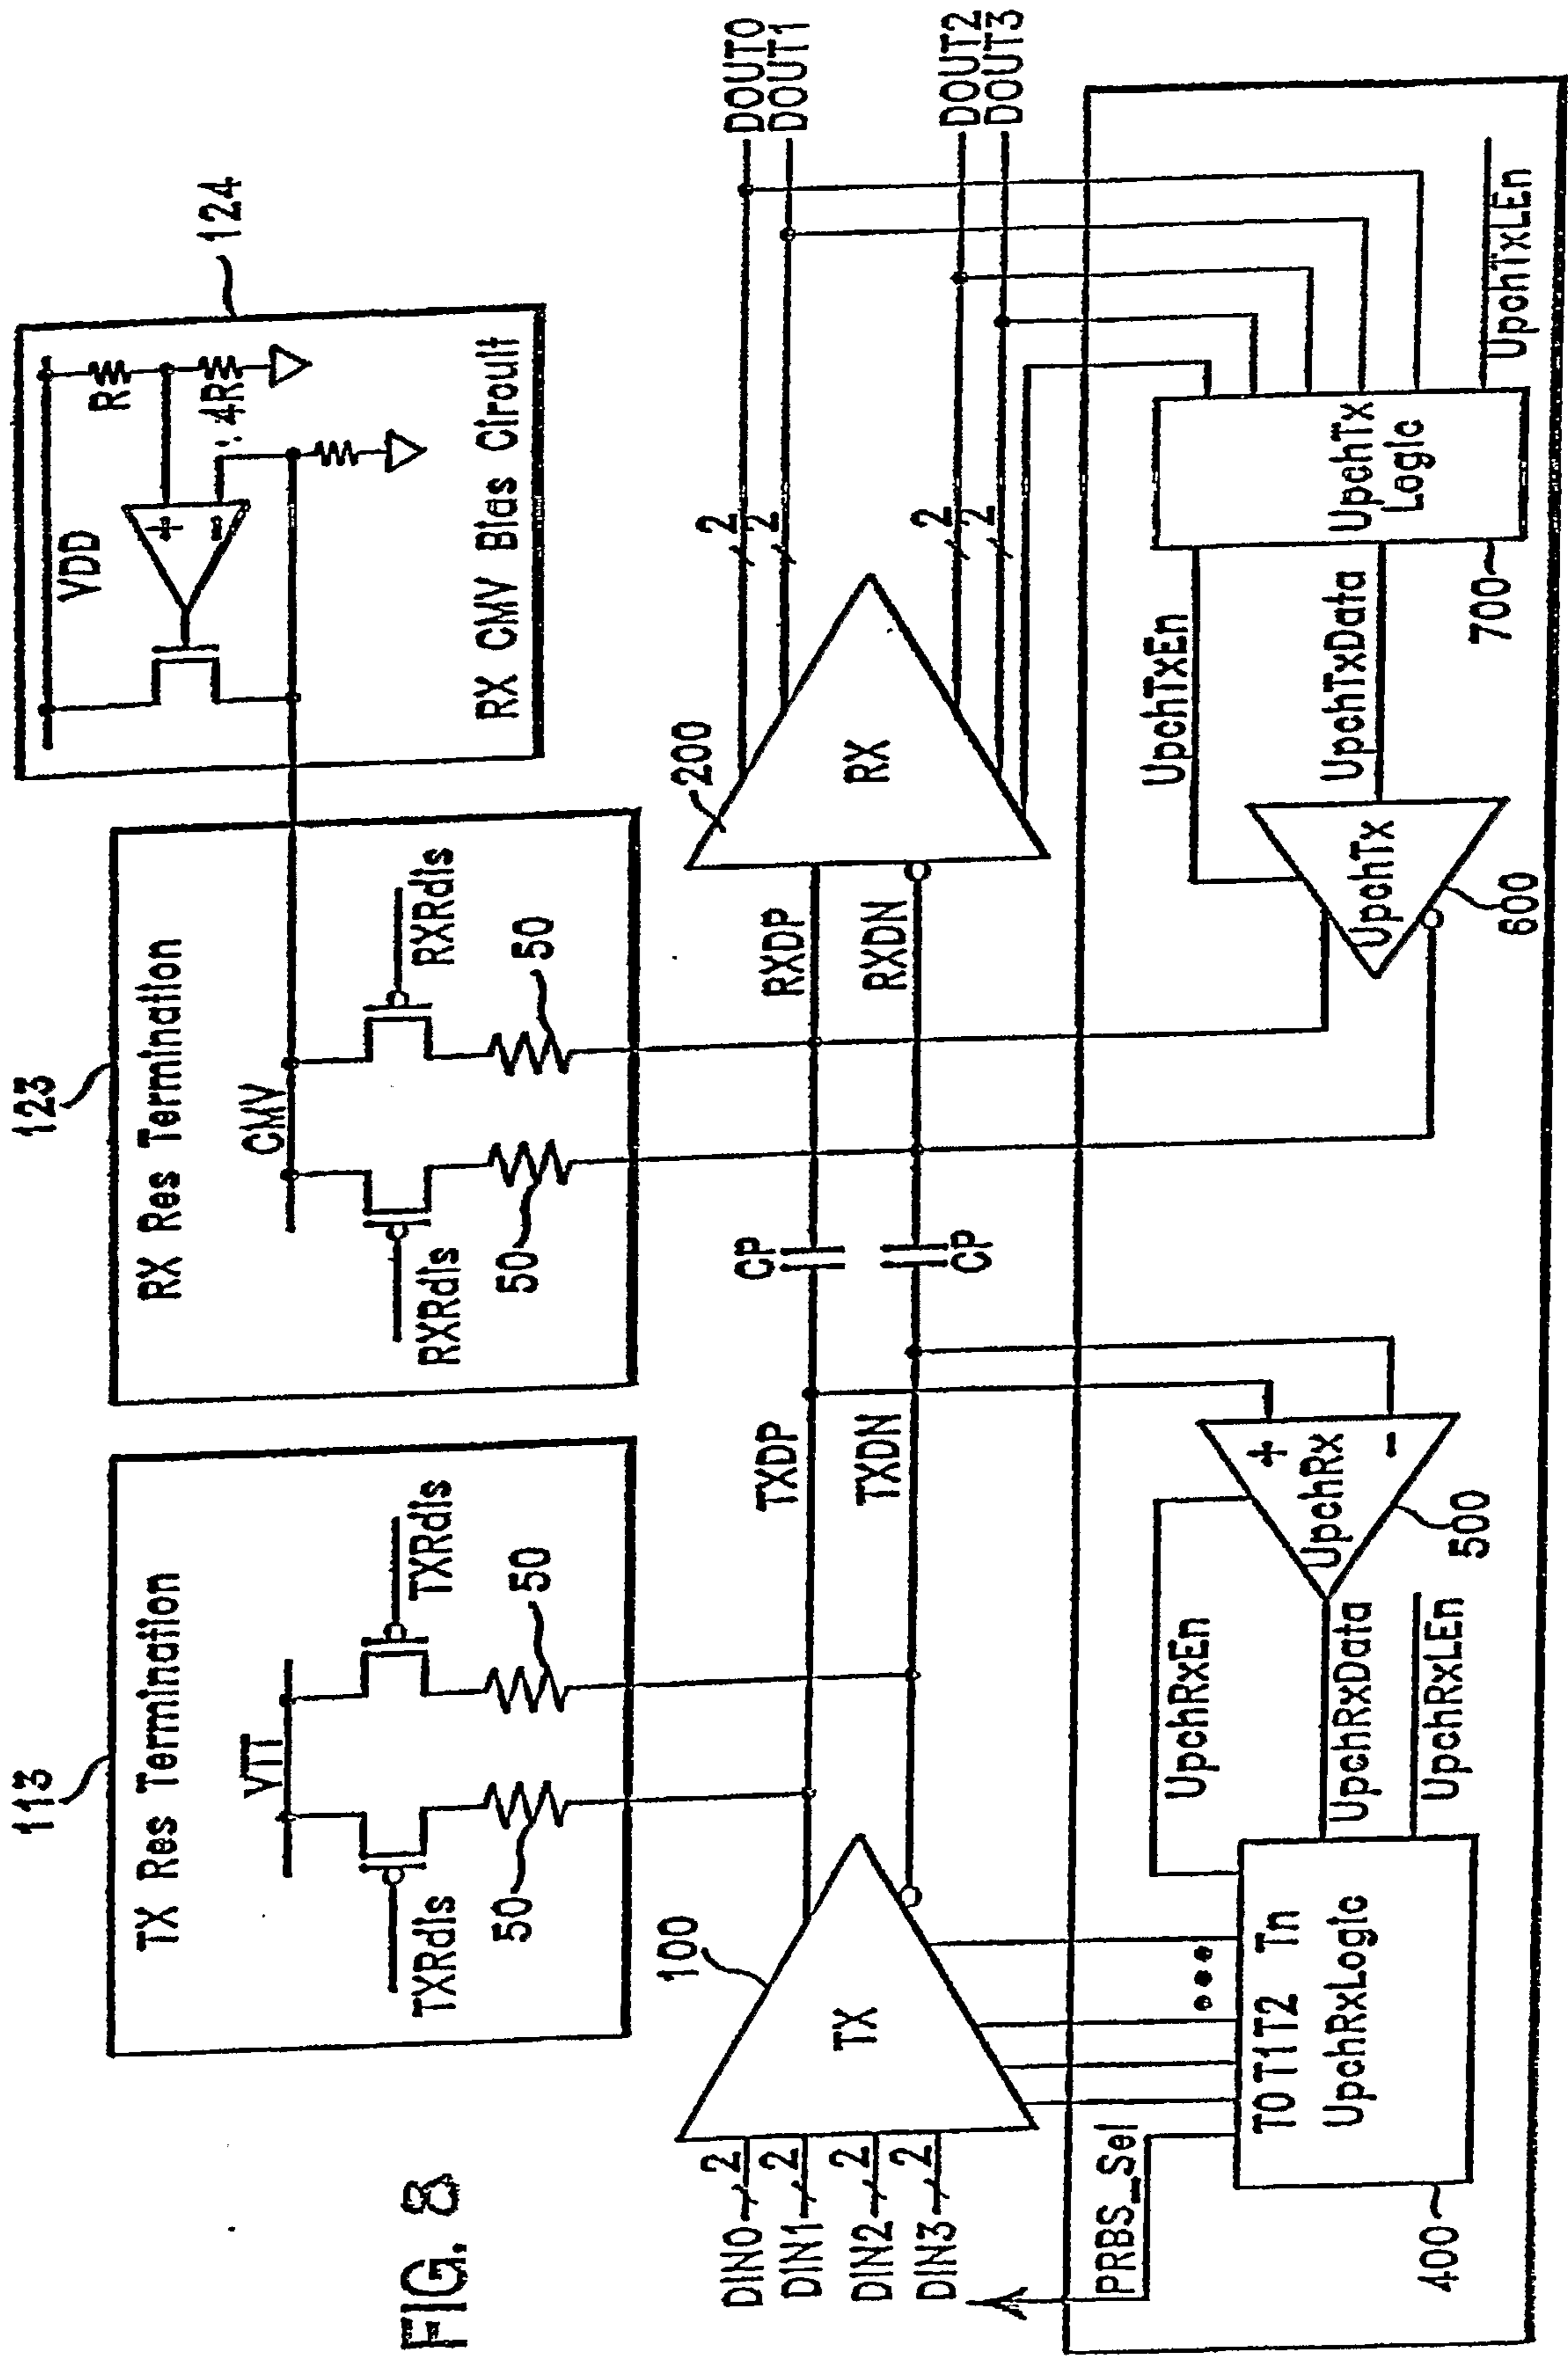 FIG. 8
113
TX Res Termination
VTT
TXRdis
TXRdis
50
50
123
RX Res Termination
CMV
RXRdis
RXRdis
50
50
124
VDD
R
4R
+
-
RX CMV Bias Circuit
100
TX
DIN0
2
DIN1
2
DIN2
2
DIN3
2
TXDP
TXDN
CP
CP
RXDP
RXDN
200
RX
2
2
2
2
DOUT0
DOUT1
DOUT2
DOUT3
PRBS_Sel
T0 T1 T2 ••• Tn
UpchRxLogic
400
UpchRxEn
UpchRxData
UpchRxLEn
+
-
UpchRx
500
UpchTx
600
UpchTxEn
UpchTxData
UpchTx
Logic
700
UpchTxLEn